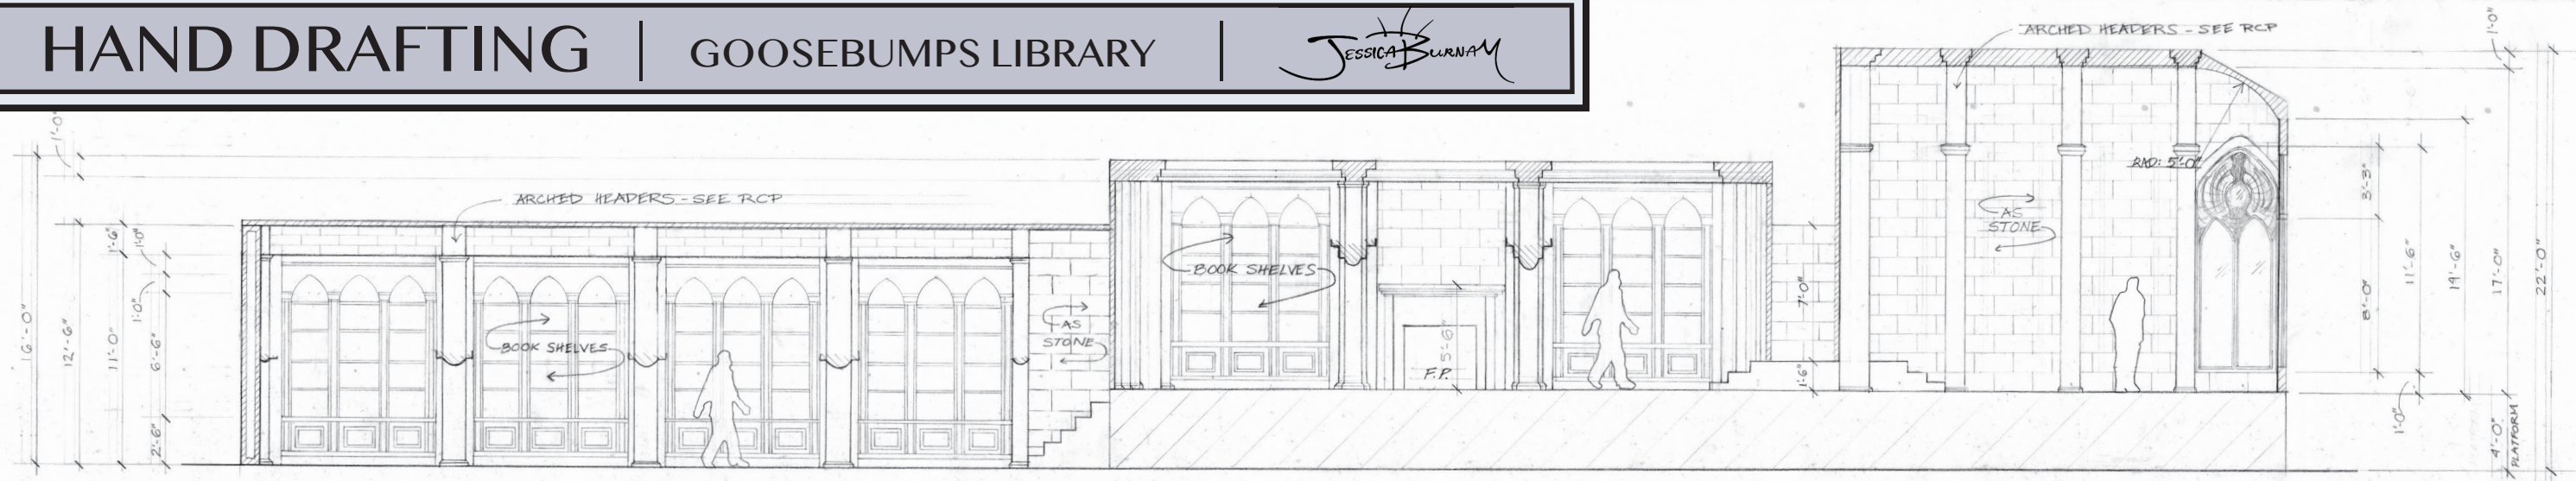 HAND DRAFTING | GOOSEBUMPS LIBRARY | JESSICA BURNAM
ARCHED HEADERS - SEE RCP
1'-0"
1'-0"
ARCHED HEADERS - SEE RCP
RAD: 5'-0"
AS
STONE
BOOK SHELVES
BOOK SHELVES
AS
STONE
F.P.
5'-6"
7'-0"
1'-6"
16'-0"
12'-6"
11'-0"
1'-6"
1'-0"
1'-0"
6'-6"
2'-6"
3'-3"
8'-0"
11'-6"
1'-0"
14'-6"
17'-0"
22'-0"
4'-0"
PLATFORM